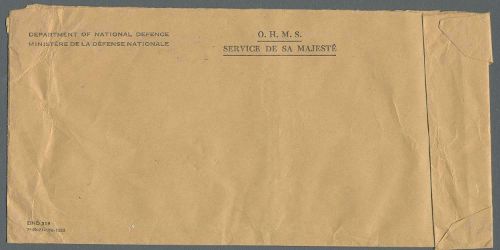 DEPARTMENT OF NATIONAL DEFENCE
MINISTÈRE DE LA DÉFENSE NATIONALE
O. H. M. S.
SERVICE DE SA MAJESTÉ